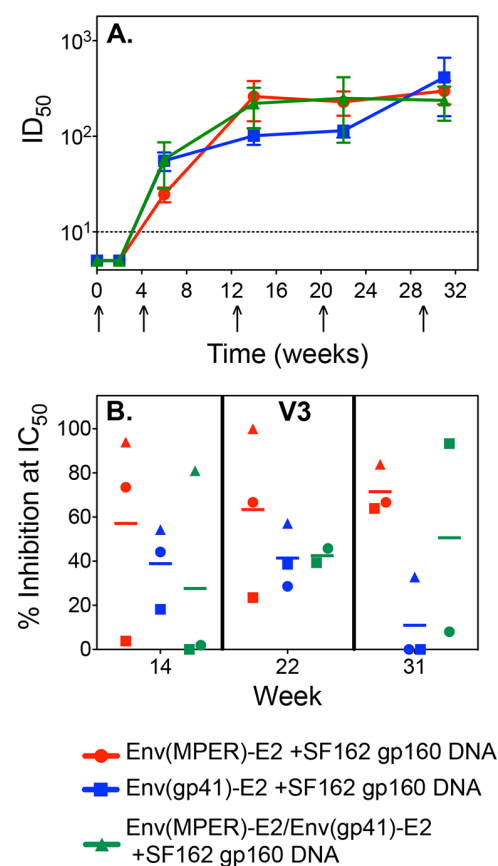 A.
10³
10²
10¹
ID₅₀
0 4 8 12 16 20 24 28 32
Time (weeks)
B.
V3
100
80
60
40
20
0
% Inhibition at IC₅₀
14 22 31
Week
Env(MPER)-E2 +SF162 gp160 DNA
Env(gp41)-E2 +SF162 gp160 DNA
Env(MPER)-E2/Env(gp41)-E2
+SF162 gp160 DNA